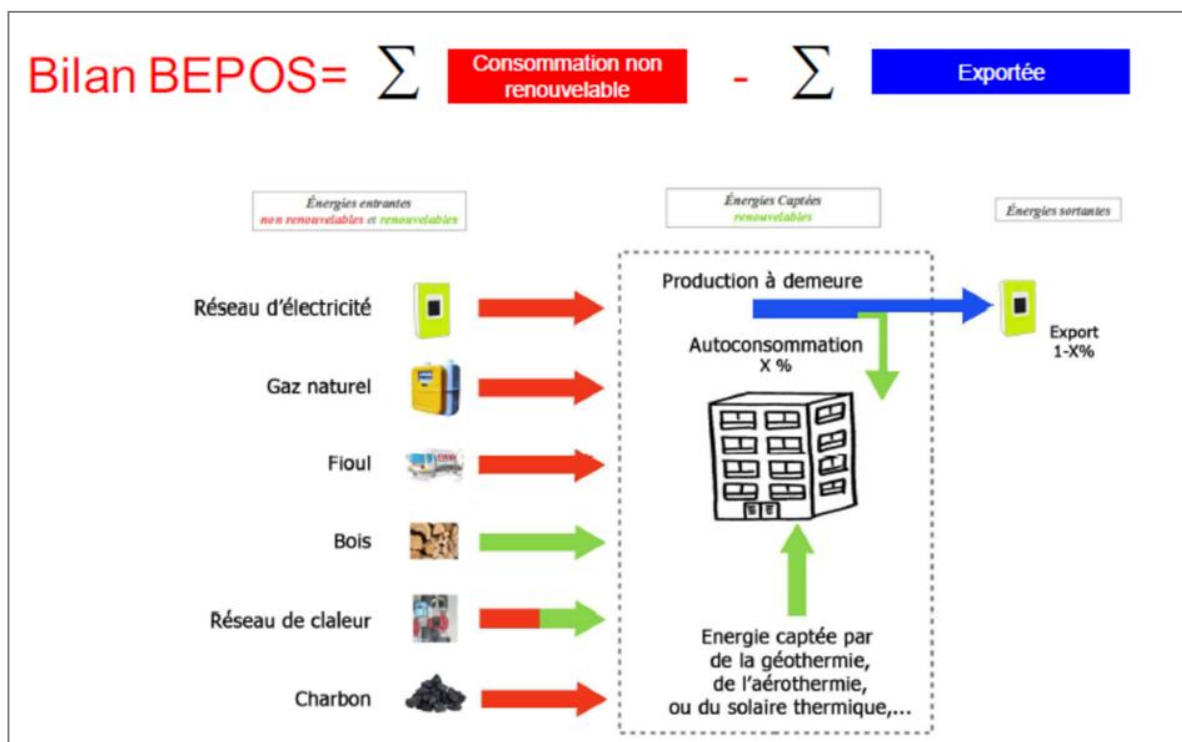 Bilan BEPOS= ∑ Consommation non renouvelable - ∑ Exportée
Énergies entrantes
non renouvelables et renouvelables
Énergies Captées
renouvelables
Énergies sortantes
Réseau d'électricité
Gaz naturel
Fioul
Bois
Réseau de claleur
Charbon
Production à demeure
Autoconsommation
X %
Export
1-X%
Energie captée par
de la géothermie,
de l'aérothermie,
ou du solaire thermique,...